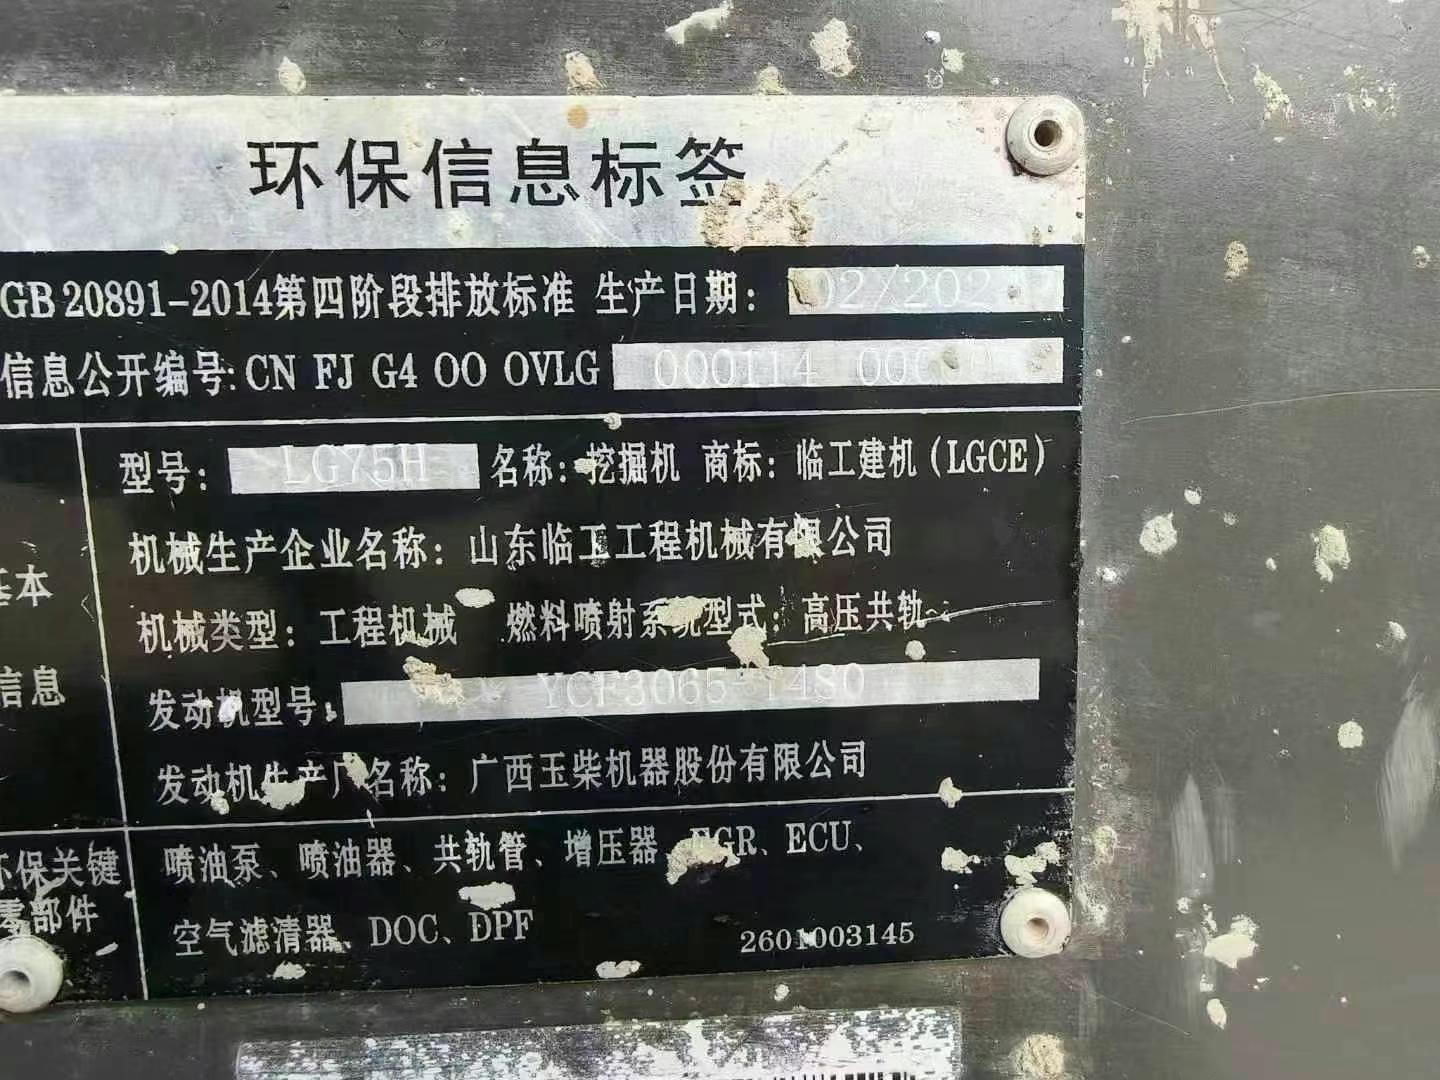 环保信息标签
GB 20891-2014第四阶段排放标准 生产日期: 02/202
信息公开编号: CN FJ G4 OO OVLG 000114 00
型号: LG75H 名称: 挖掘机 商标: 临工建机 (LGCE)
机械生产企业名称: 山东临工工程机械有限公司
基本
机械类型: 工程机械 燃料喷射系统型式: 高压共轨
信息
发动机型号: YCF3065-T480
发动机生产厂名称: 广西玉柴机器股份有限公司
环保关键 喷油泵、喷油器、共轨管、增压器、EGR、ECU、
零部件 空气滤清器、DOC、DPF 2601003145